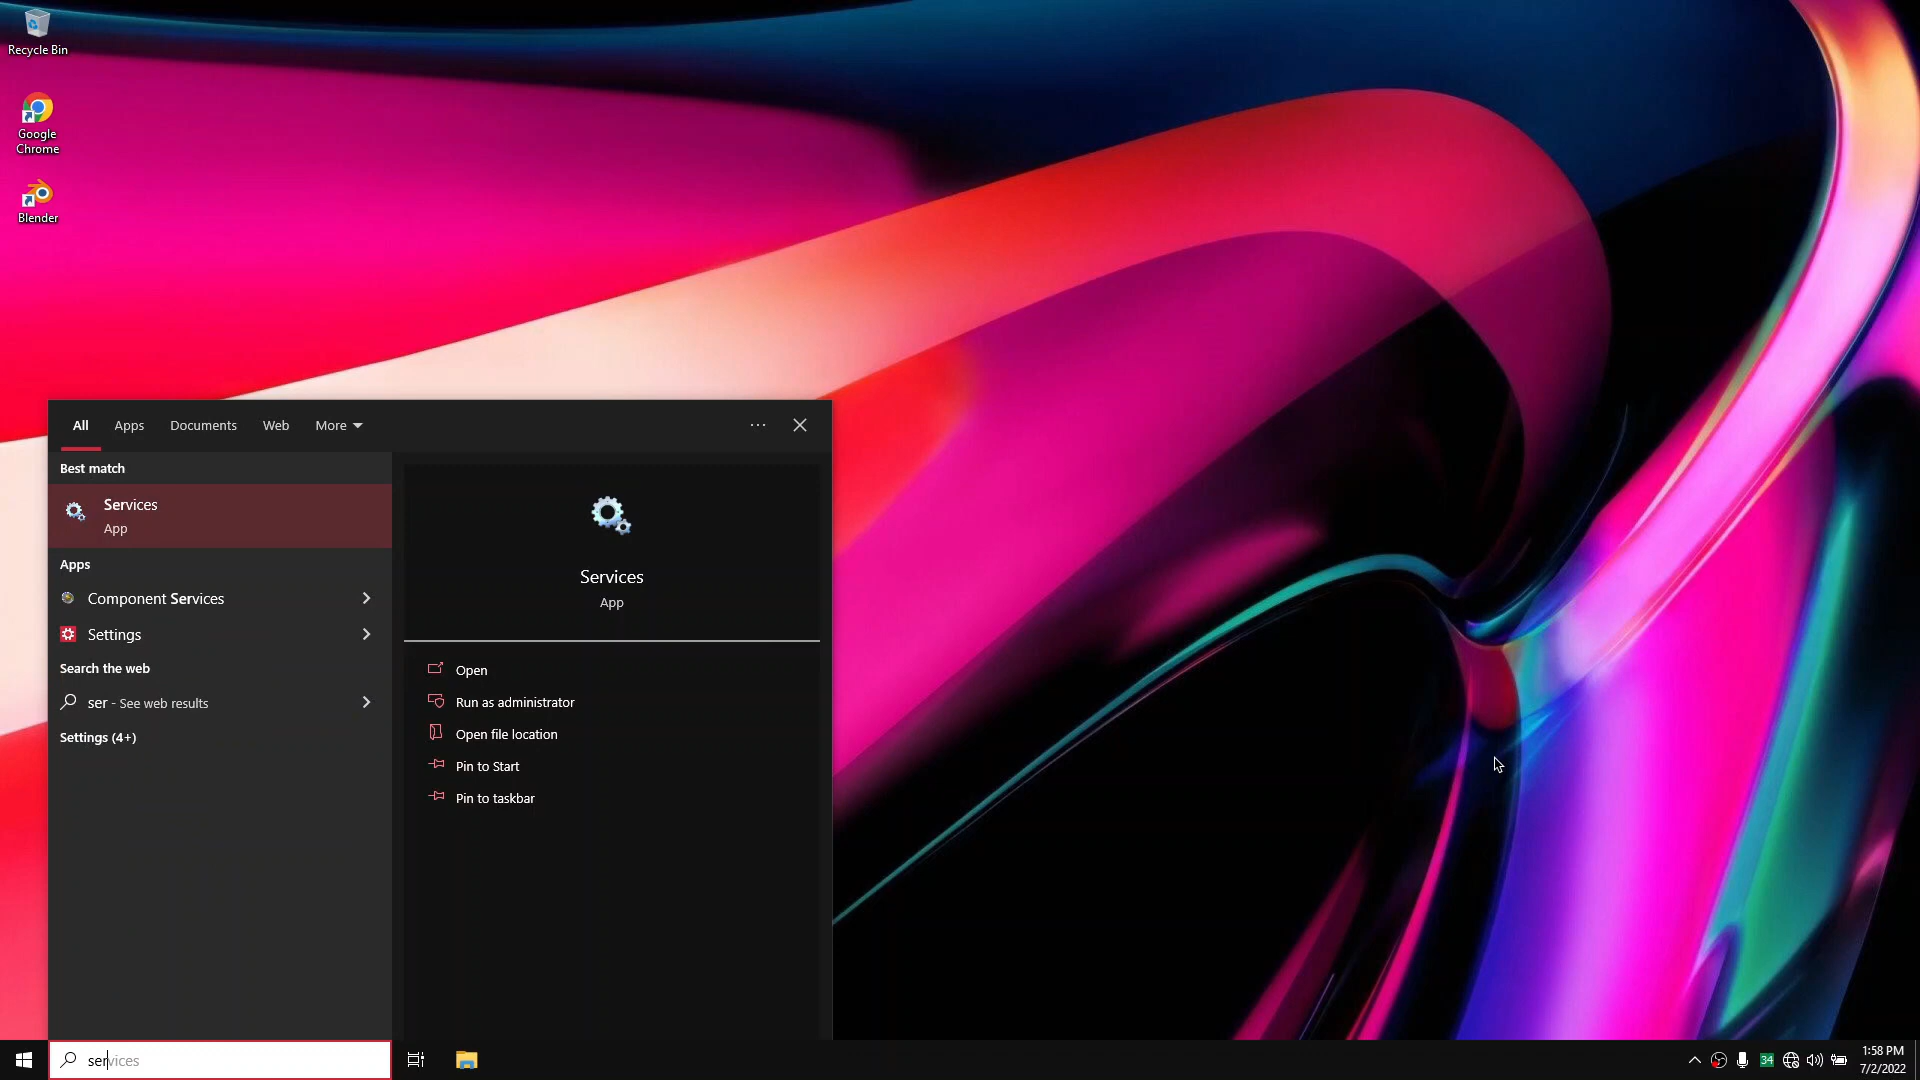 Recycle Bin
Google
Chrome
Blender
All Apps Documents Web More
Best match
Services
App
Apps
Component Services
Settings
Search the web
ser - See web results
Settings (4+)
Services
App
Open
Run as administrator
Open file location
Pin to Start
Pin to taskbar
services
34
1:58 PM
7/2/2022